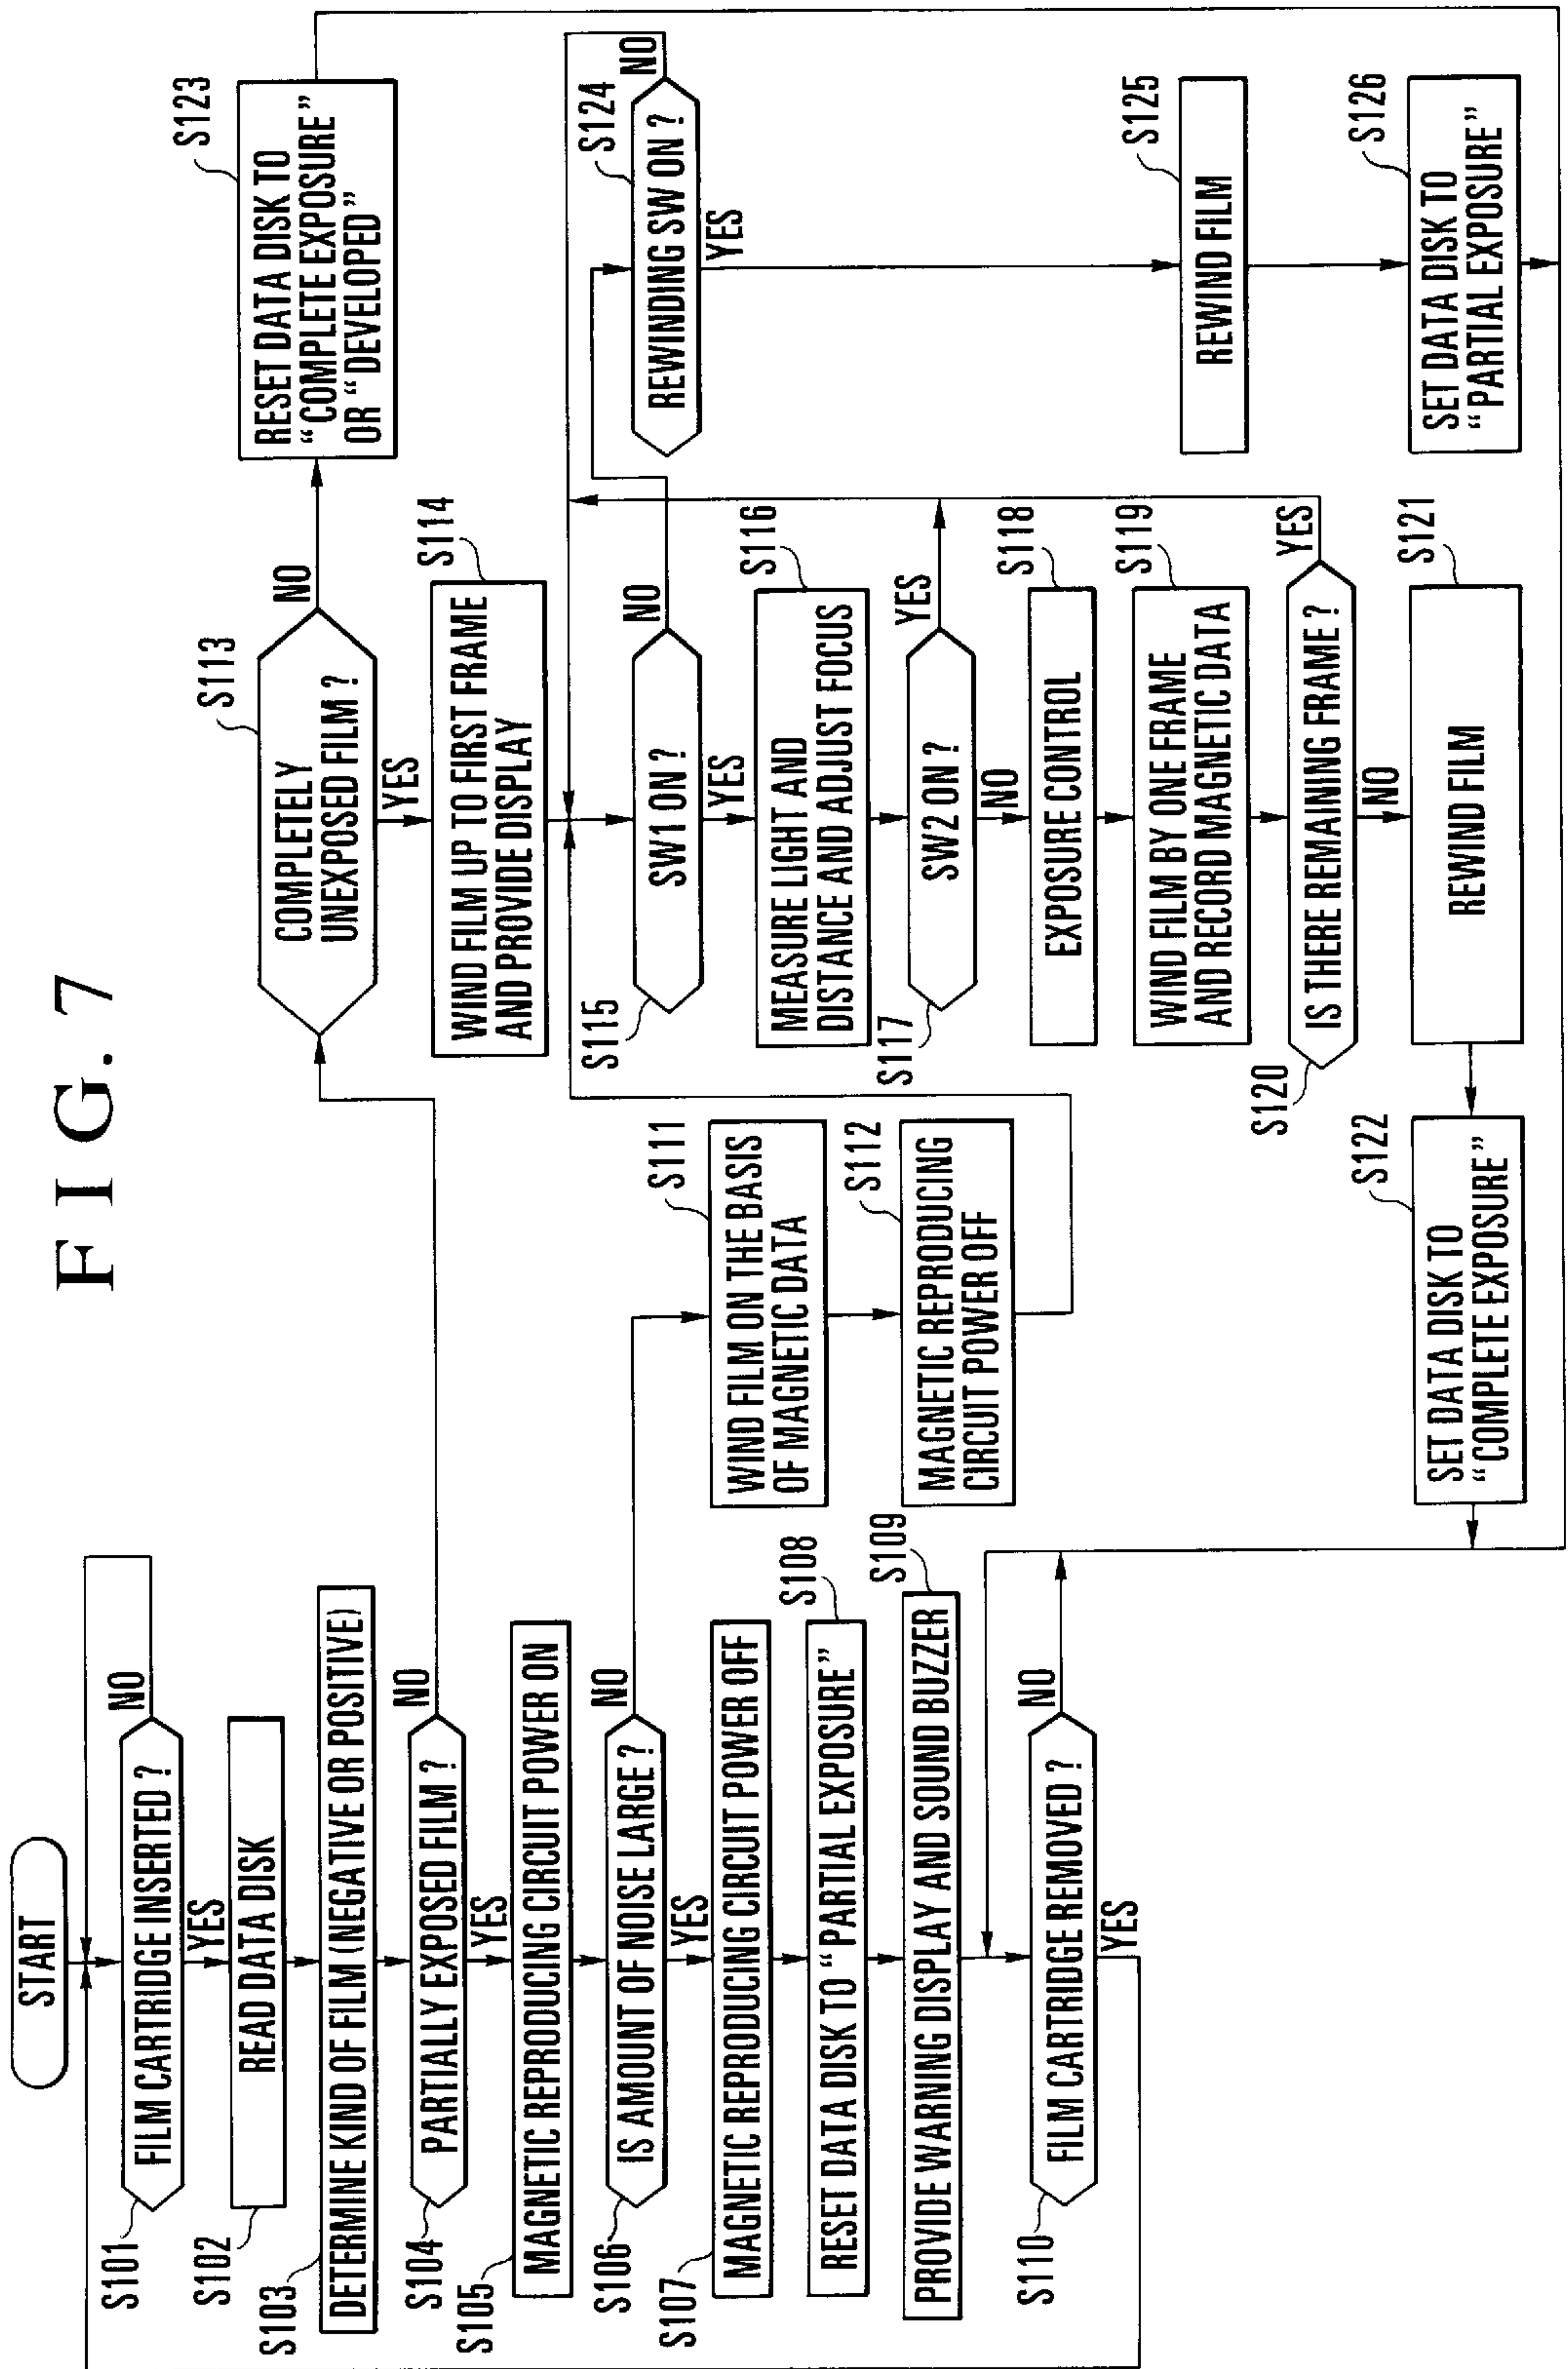 FIG. 7
START
S101
FILM CARTRIDGE INSERTED ?
NO
YES
S102
READ DATA DISK
S103
DETERMINE KIND OF FILM (NEGATIVE OR POSITIVE)
S104
PARTIALLY EXPOSED FILM ?
NO
YES
S105
MAGNETIC REPRODUCING CIRCUIT POWER ON
S106
IS AMOUNT OF NOISE LARGE ?
NO
YES
S107
MAGNETIC REPRODUCING CIRCUIT POWER OFF
S108
RESET DATA DISK TO "PARTIAL EXPOSURE"
S109
PROVIDE WARNING DISPLAY AND SOUND BUZZER
S110
FILM CARTRIDGE REMOVED ?
NO
YES
S111
WIND FILM ON THE BASIS
OF MAGNETIC DATA
S112
MAGNETIC REPRODUCING
CIRCUIT POWER OFF
S113
COMPLETELY
UNEXPOSED FILM ?
NO
YES
S114
WIND FILM UP TO FIRST FRAME
AND PROVIDE DISPLAY
S115
SW1 ON ?
NO
YES
S116
MEASURE LIGHT AND
DISTANCE AND ADJUST FOCUS
S117
SW2 ON ?
YES
NO
S118
EXPOSURE CONTROL
S119
WIND FILM BY ONE FRAME
AND RECORD MAGNETIC DATA
S120
IS THERE REMAINING FRAME ?
YES
NO
S121
REWIND FILM
S122
SET DATA DISK TO
"COMPLETE EXPOSURE"
S123
RESET DATA DISK TO
"COMPLETE EXPOSURE"
OR "DEVELOPED"
S124
REWINDING SW ON ?
NO
YES
S125
REWIND FILM
S126
SET DATA DISK TO
"PARTIAL EXPOSURE"